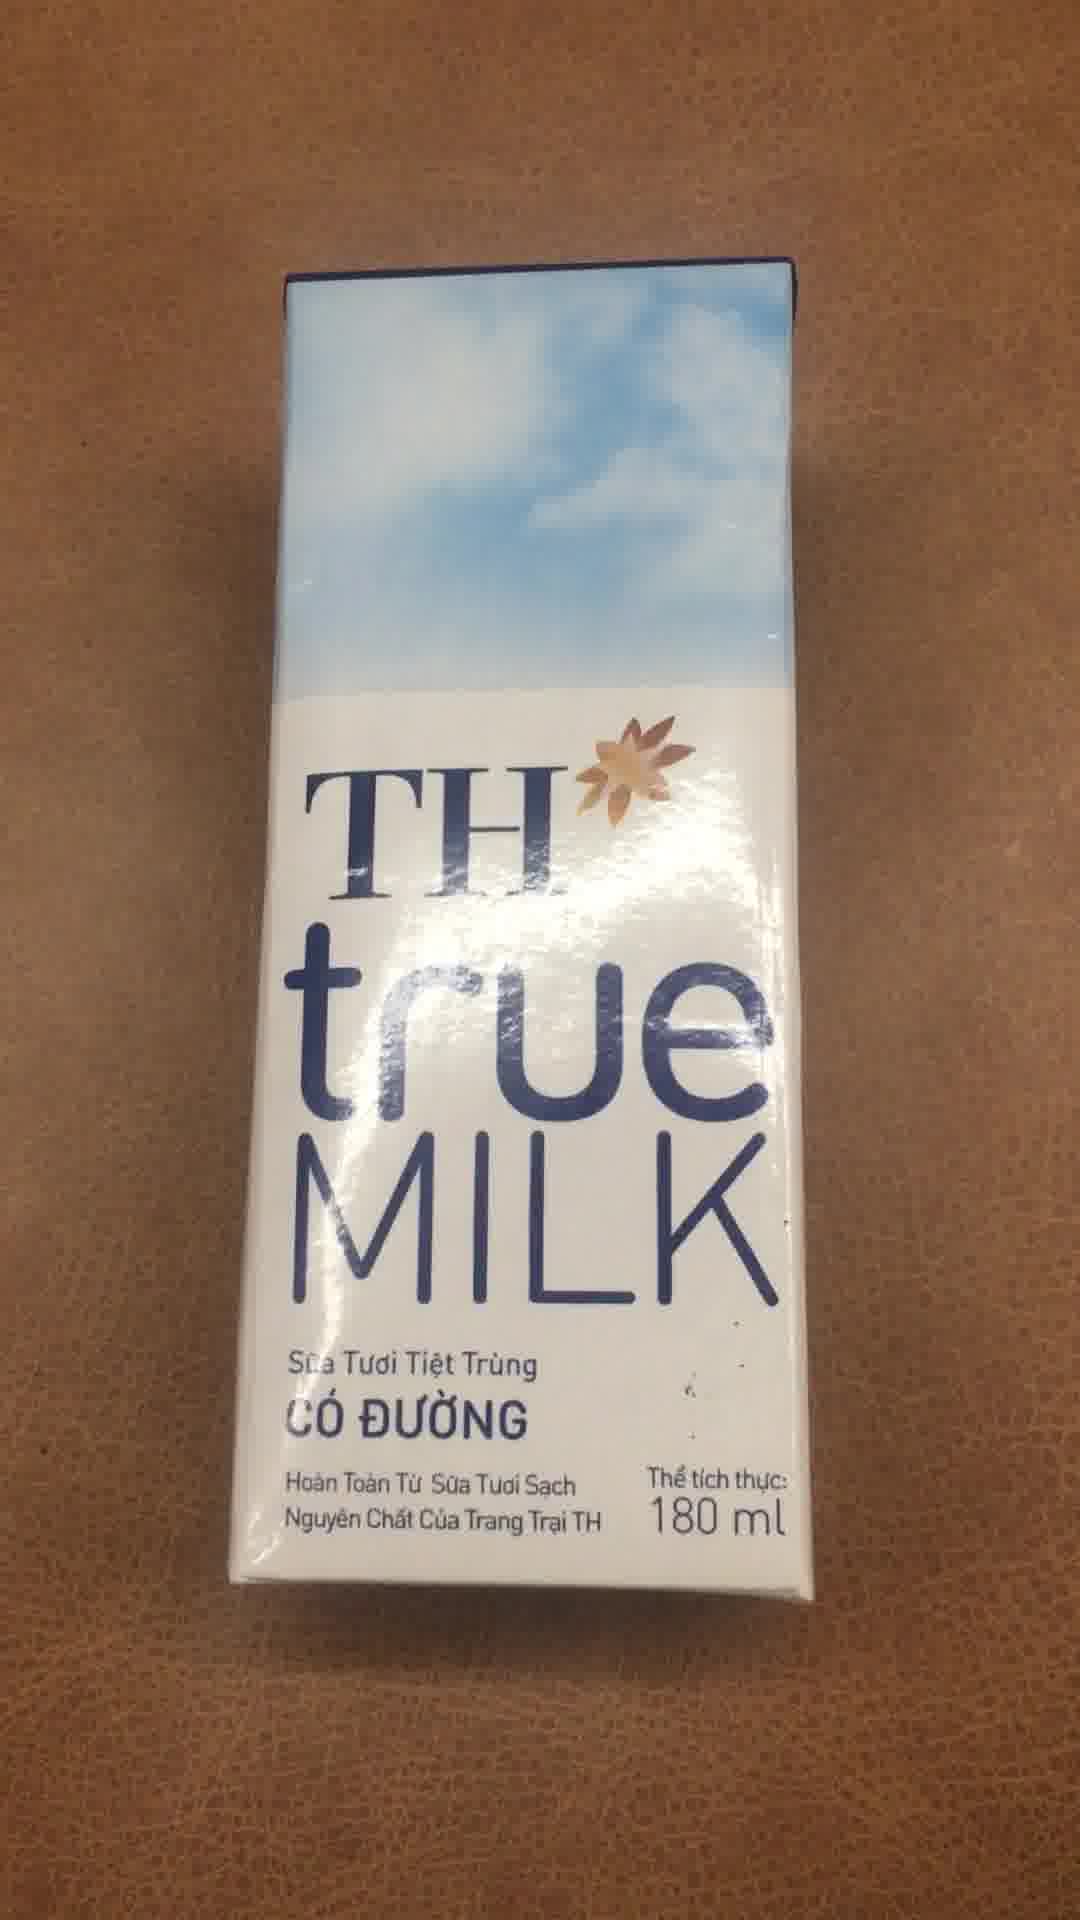 TH
true
MILK
Sữa Tươi Tiệt Trùng
CÓ ĐƯỜNG
Hoàn Toàn Từ Sữa Tươi Sạch
Nguyên Chất Của Trang Trại TH
Thể tích thực:
180 ml